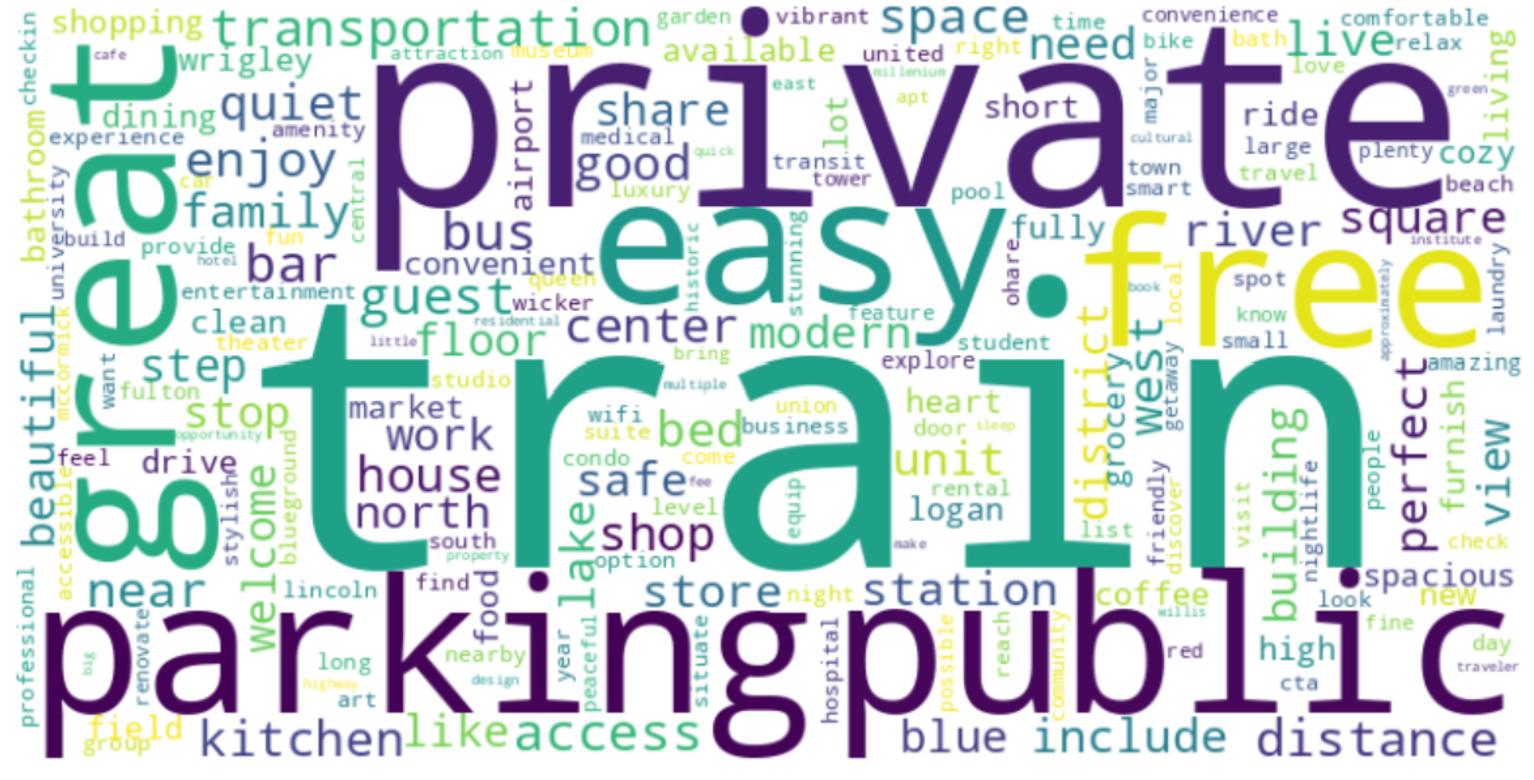 checkin
shopping
transportation
garden
vibrant
space
time
convenience
comfortable
cafe
wrigley
attraction
museum
available
united
right
need
bike
bath
live
relax
great
private
millenium
love
living
dining
quiet
airport
share
east
apt
short
major
ride
green
experience
amenity
medical
lot
cultural
large
plenty
cozy
bathroom
enjoy
central
good
quick
transit
tower
town
travel
car
luxury
pool
smart
beach
university
family
bus
easy
fully
free
river
square
build
provide
fun
historic
stunning
ohare
institute
hotel
bar
convenient
queen
local
spot
laundry
entertainment
guest
wicker
book
approximately
beautiful
mccormick
clean
residential
center
feature
know
theater
little
floor
modern
student
district
west
small
want
step
train
bring
explore
grocery
getaway
perfect
amazing
fulton
studio
multiple
stop
market
wifi
bed
union
heart
building
furnish
view
opportunity
work
suite
business
door
sleep
people
feel
drive
house
condo
come
unit
accessible
stylish
welcome
blueground
safe
fee
equip
rental
friendly
discover
visit
nightlife
north
lake
level
logan
south
shop
list
check
property
option
make
professional
near
lincoln
find
food
store
night
station
coffee
look
spacious
new
parking
public
willis
fine
big
renovate
long
nearby
year
peaceful
situate
hospital
possible
reach
community
red
high
day
highway
design
cta
traveler
art
field
group
kitchen
like
access
blue
include
distance